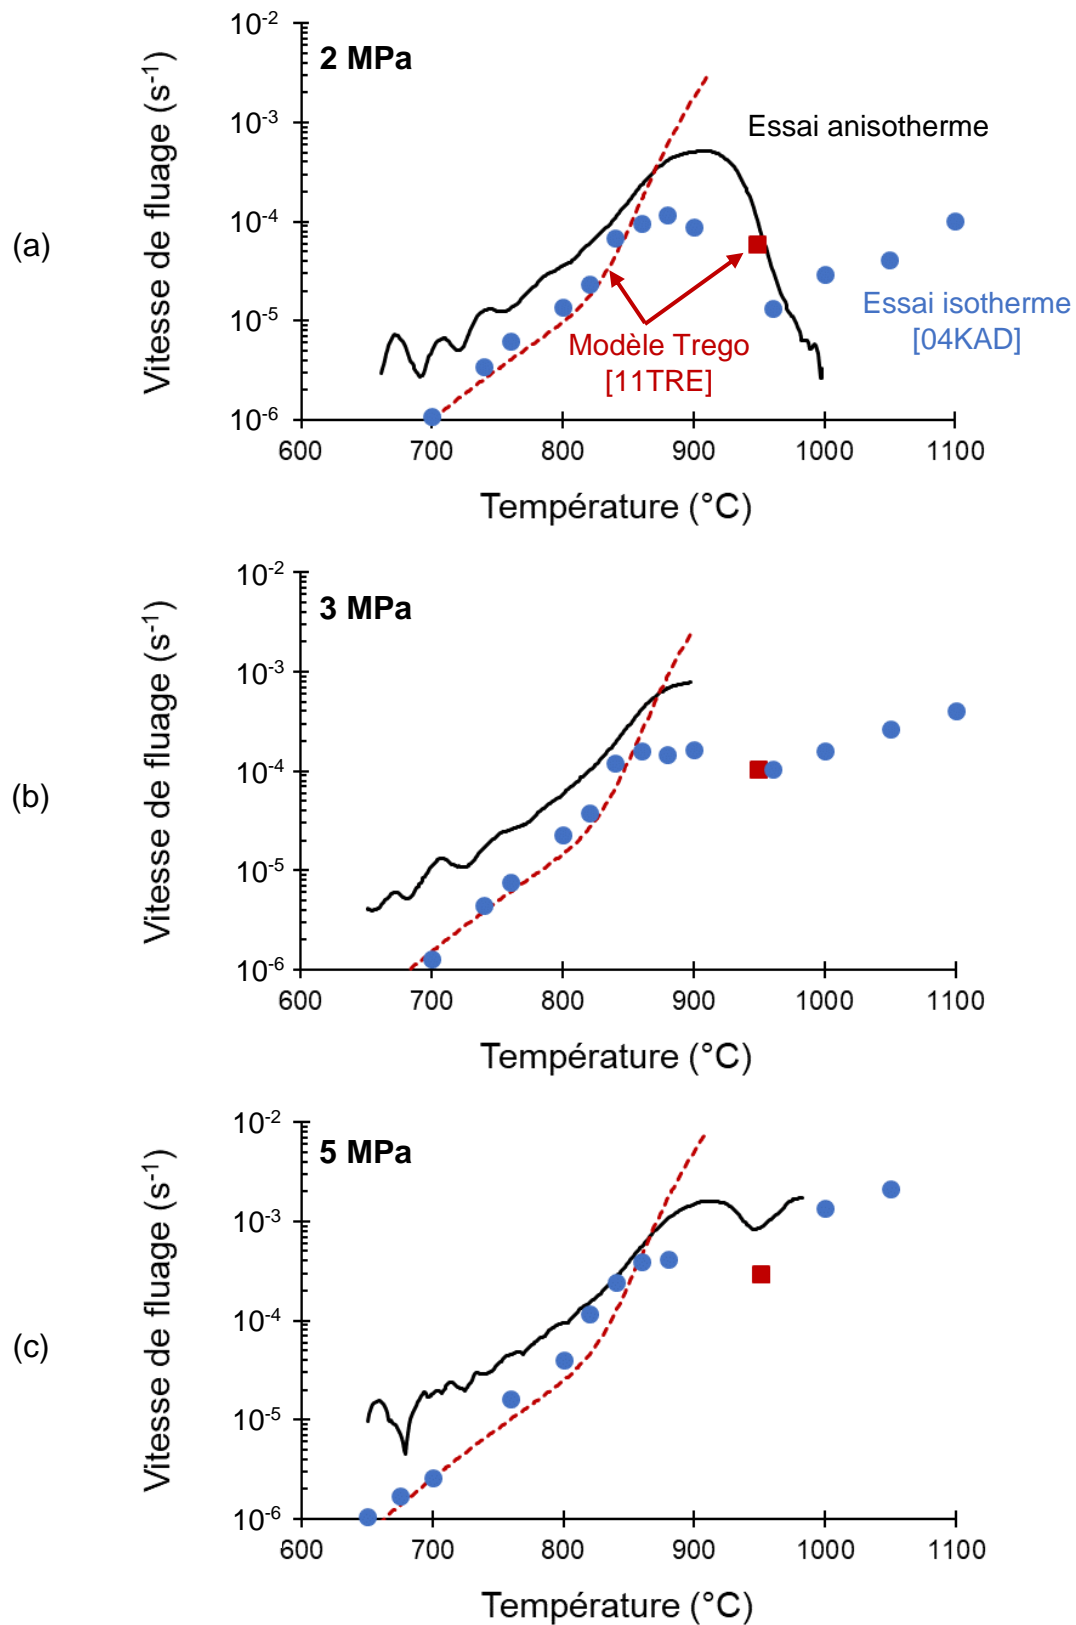 (a)
Vitesse de fluage (s-1)
10-2
10-3
10-4
10-5
10-6
2 MPa
Essai anisotherme
Essai isotherme
[04KAD]
Modèle Trego
[11TRE]
600 700 800 900 1000 1100
Température (°C)
(b)
Vitesse de fluage (s-1)
10-2
10-3
10-4
10-5
10-6
3 MPa
600 700 800 900 1000 1100
Température (°C)
(c)
Vitesse de fluage (s-1)
10-2
10-3
10-4
10-5
10-6
5 MPa
600 700 800 900 1000 1100
Température (°C)